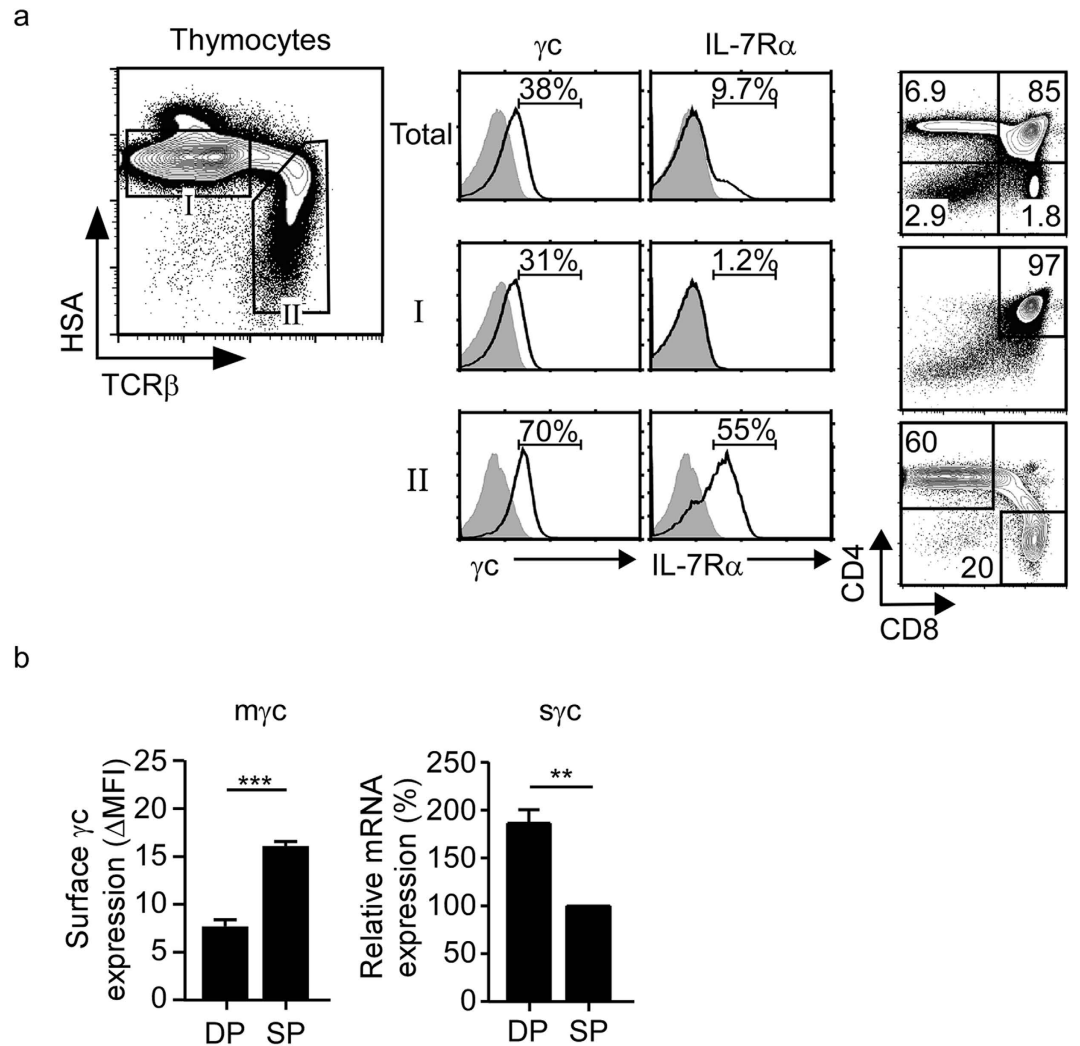 a
Thymocytes
γc
IL-7Rα
HSA
TCRβ
I
II
Total
38%
9.7%
6.9
85
2.9
1.8
I
31%
1.2%
97
II
70%
55%
60
20
γc
IL-7Rα
CD4
CD8
b
mγc
Surface γc
expression (ΔMFI)
25
20
15
10
5
0
***
DP
SP
sγc
Relative mRNA
expression (%)
250
200
150
100
50
0
**
DP
SP